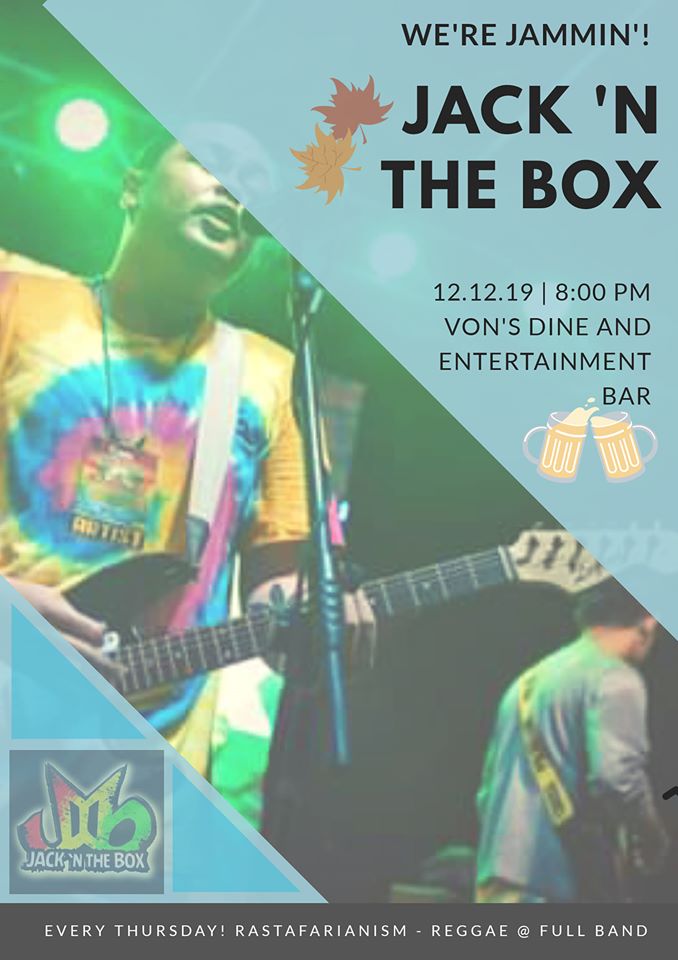 WE'RE JAMMIN'!
JACK 'N
THE BOX
12.12.19 | 8:00 PM
VON'S DINE AND
ENTERTAINMENT
BAR
ARTIST
JNB
JACK 'N THE BOX
EVERY THURSDAY! RASTAFARIANISM - REGGAE @ FULL BAND